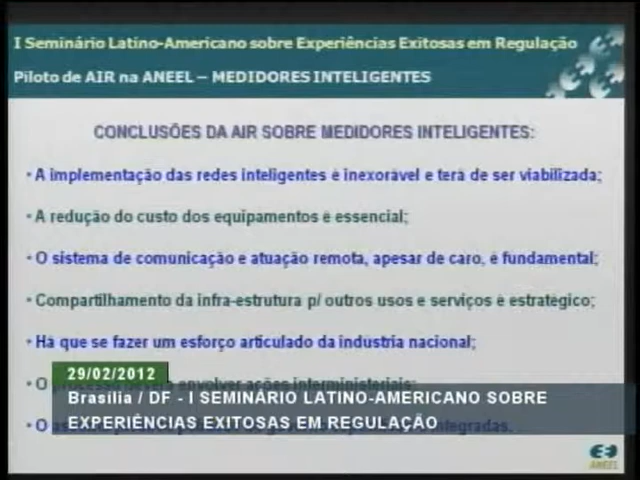 I Seminário Latino-Americano sobre Experiências Exitosas em Regulação
Piloto de AIR na ANEEL – MEDIDORES INTELIGENTES
CONCLUSÕES DA AIR SOBRE MEDIDORES INTELIGENTES:
• A implementação das redes inteligentes é inexorável e terá de ser viabilizada;
• A redução do custo dos equipamentos é essencial;
• O sistema de comunicação e atuação remota, apesar de caro, é fundamental;
• Compartilhamento da infra-estrutura p/ outros usos e serviços é estratégico;
• Há que se fazer um esforço articulado da indústria nacional;
29/02/2012
• O envolver ações interministeriais;
Brasília / DF - I SEMINÁRIO LATINO-AMERICANO SOBRE
EXPERIÊNCIAS EXITOSAS EM REGULAÇÃO
• O integradas.
ANEEL